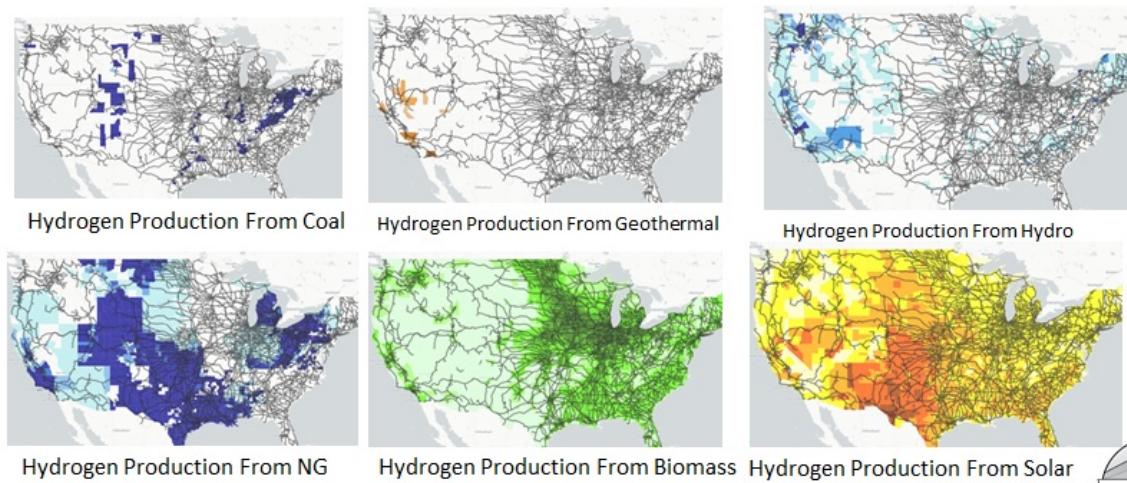 Hydrogen Production From Coal
Hydrogen Production From Geothermal
Hydrogen Production From Hydro
Hydrogen Production From NG
Hydrogen Production From Biomass
Hydrogen Production From Solar